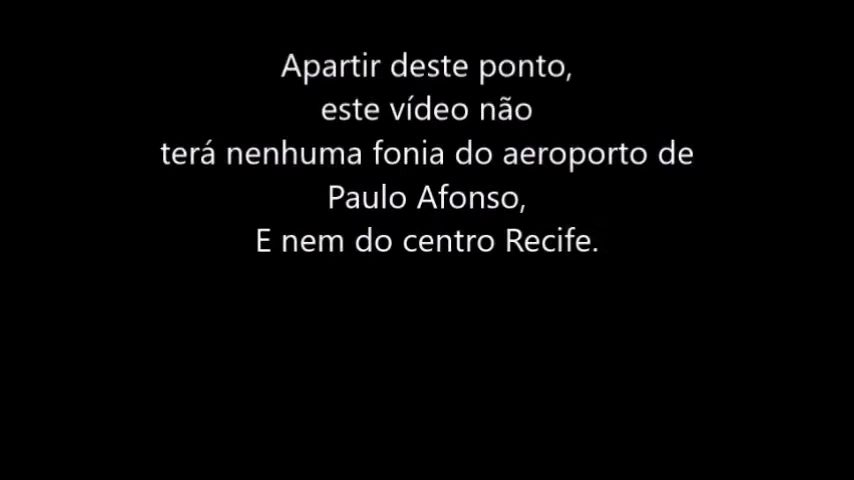 Apartir deste ponto,
este vídeo não
terá nenhuma fonia do aeroporto de
Paulo Afonso,
E nem do centro Recife.